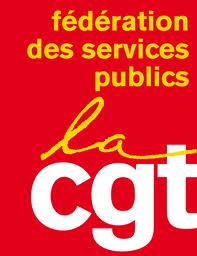 fédération
des services
publics
la
cgt